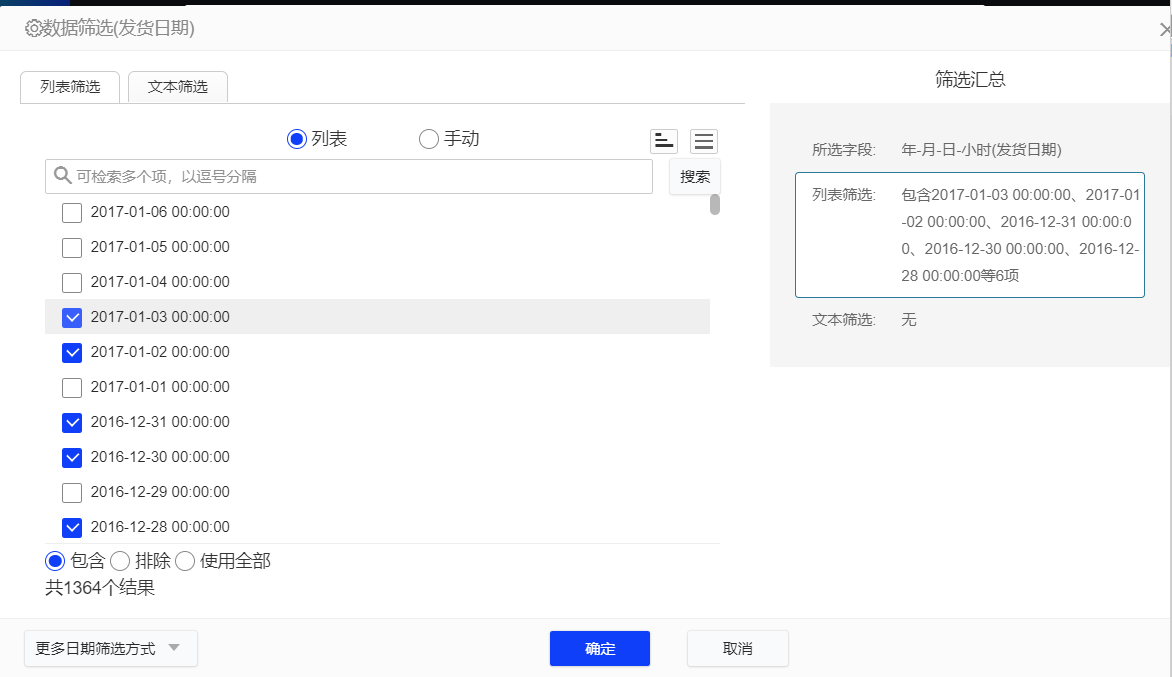 数据筛选(发货日期)
列表筛选
文本筛选
筛选汇总
列表
手动
可检索多个项，以逗号分隔
搜索
2017-01-06 00:00:00
2017-01-05 00:00:00
2017-01-04 00:00:00
2017-01-03 00:00:00
2017-01-02 00:00:00
2017-01-01 00:00:00
2016-12-31 00:00:00
2016-12-30 00:00:00
2016-12-29 00:00:00
2016-12-28 00:00:00
包含 排除 使用全部
共1364个结果
所选字段: 年-月-日-小时(发货日期)
列表筛选: 包含2017-01-03 00:00:00、2017-01
-02 00:00:00、2016-12-31 00:00:0
0、2016-12-30 00:00:00、2016-12-
28 00:00:00等6项
文本筛选: 无
更多日期筛选方式
确定
取消